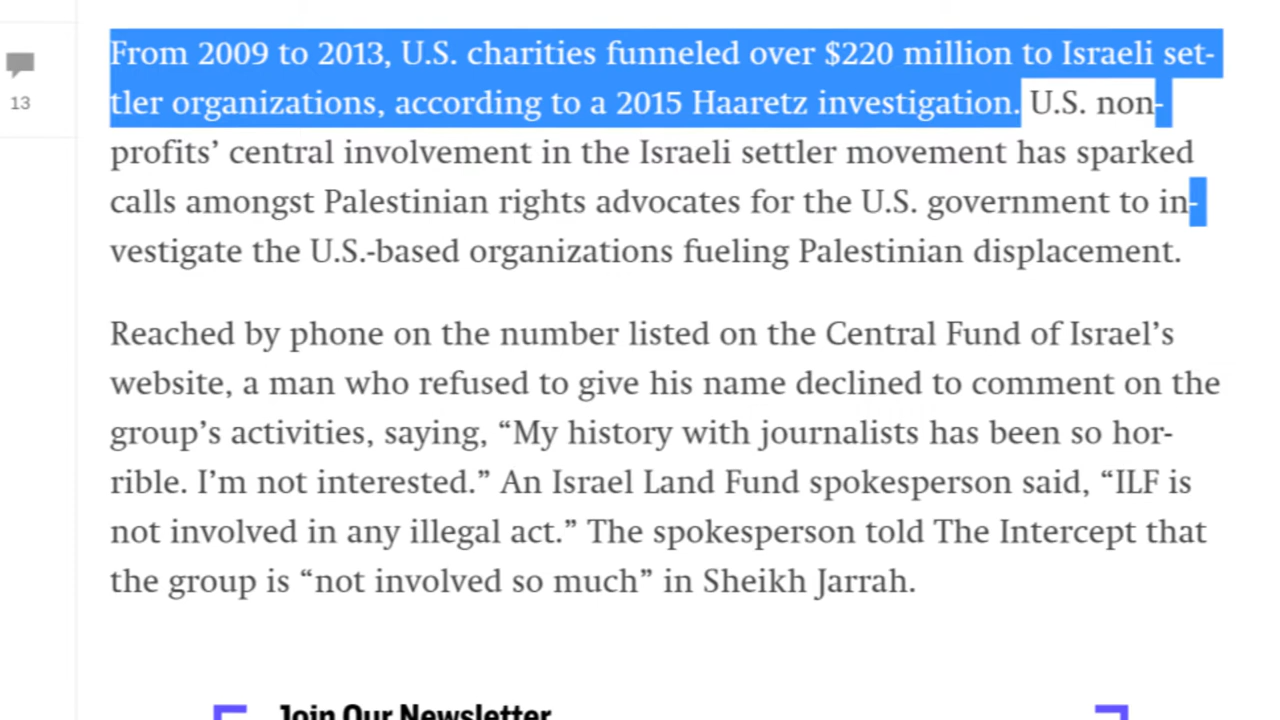 From 2009 to 2013, U.S. charities funneled over $220 million to Israeli set-
tler organizations, according to a 2015 Haaretz investigation. U.S. non-
13
profits’ central involvement in the Israeli settler movement has sparked
calls amongst Palestinian rights advocates for the U.S. government to in-
vestigate the U.S.-based organizations fueling Palestinian displacement.
Reached by phone on the number listed on the Central Fund of Israel’s
website, a man who refused to give his name declined to comment on the
group’s activities, saying, “My history with journalists has been so hor-
rible. I’m not interested.” An Israel Land Fund spokesperson said, “ILF is
not involved in any illegal act.” The spokesperson told The Intercept that
the group is “not involved so much” in Sheikh Jarrah.
Join Our Newsletter